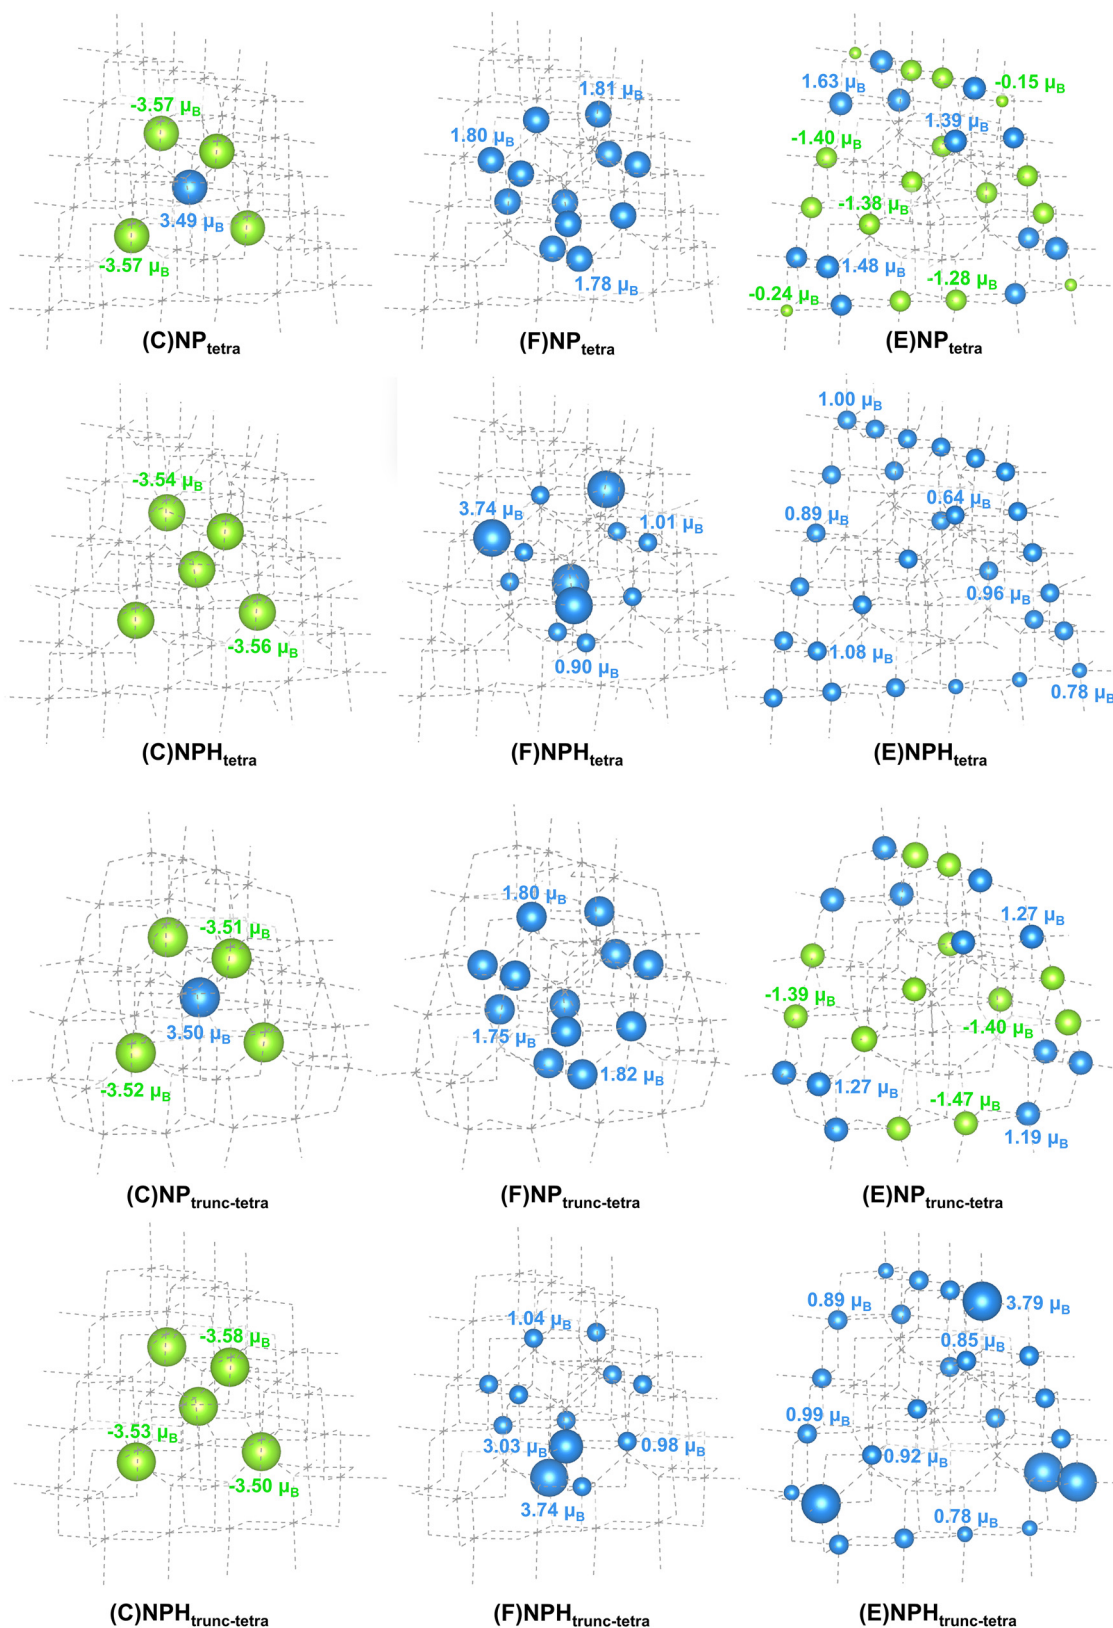 -3.57 μB
3.49 μB
-3.57 μB
(C)NPtetra
1.81 μB
1.80 μB
1.78 μB
(F)NPtetra
1.63 μB
-0.15 μB
1.39 μB
-1.40 μB
-1.38 μB
1.48 μB
-1.28 μB
-0.24 μB
(E)NPtetra
-3.54 μB
-3.56 μB
(C)NPHtetra
3.74 μB
1.01 μB
0.90 μB
(F)NPHtetra
1.00 μB
0.64 μB
0.89 μB
0.96 μB
1.08 μB
0.78 μB
(E)NPHtetra
-3.51 μB
3.50 μB
-3.52 μB
(C)NPtrunc-tetra
1.80 μB
1.75 μB
1.82 μB
(F)NPtrunc-tetra
1.27 μB
-1.39 μB
-1.40 μB
1.27 μB
-1.47 μB
1.19 μB
(E)NPtrunc-tetra
-3.58 μB
-3.53 μB
-3.50 μB
(C)NPHtrunc-tetra
1.04 μB
3.03 μB
0.98 μB
3.74 μB
(F)NPHtrunc-tetra
0.89 μB
3.79 μB
0.85 μB
0.99 μB
0.92 μB
0.78 μB
(E)NPHtrunc-tetra